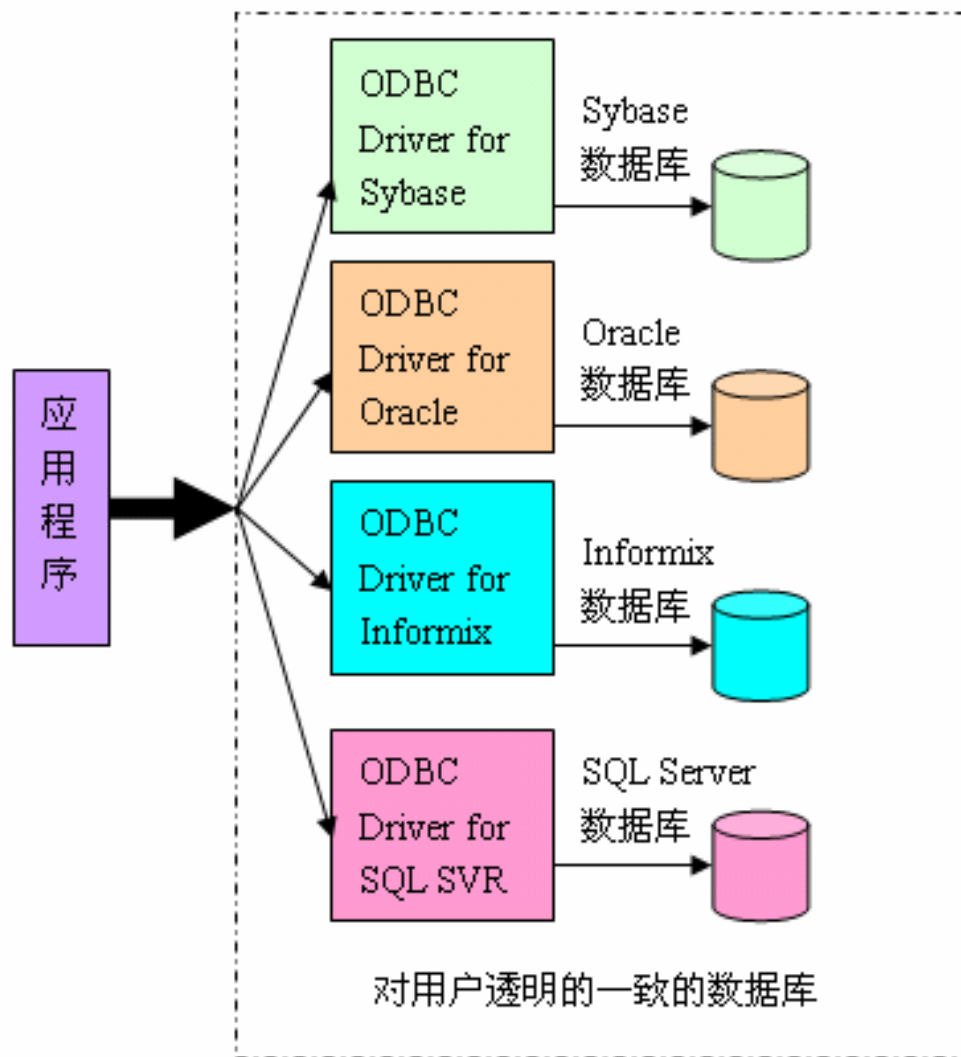 应用程序
ODBC
Driver for
Sybase
Sybase
数据库
ODBC
Driver for
Oracle
Oracle
数据库
ODBC
Driver for
Informix
Informix
数据库
ODBC
Driver for
SQL SVR
SQL Server
数据库
对用户透明的一致的数据库